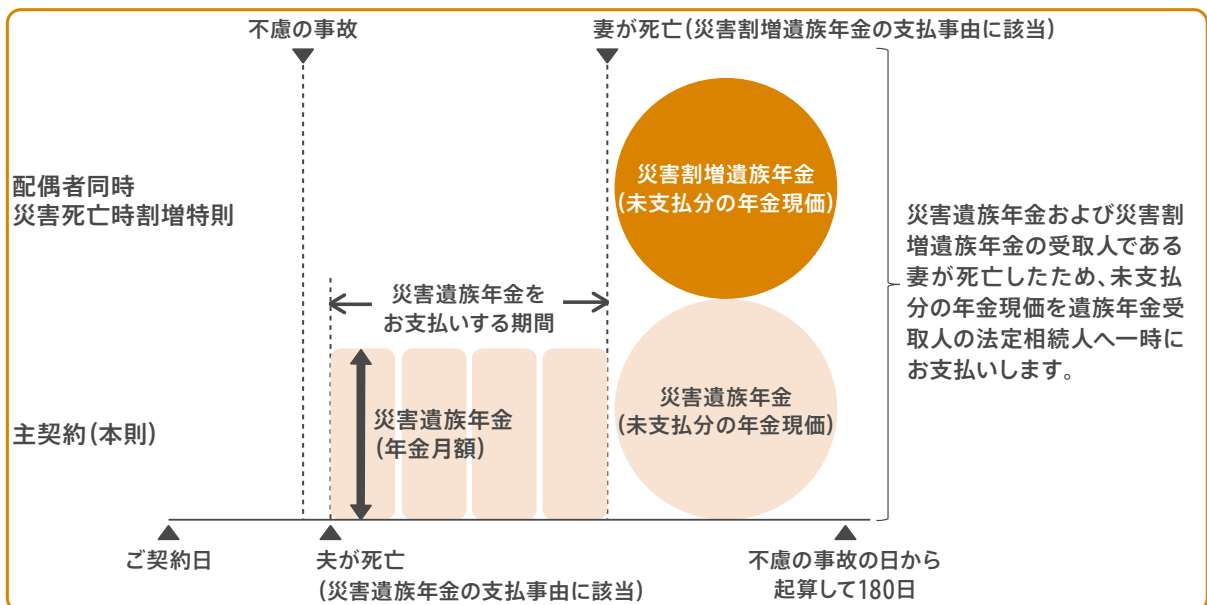 不慮の事故
妻が死亡(災害割増遺族年金の支払事由に該当)
配偶者同時
災害死亡時割増特則
災害割増遺族年金
(未支払分の年金現価)
災害遺族年金および災害割
増遺族年金の受取人である
妻が死亡したため、未支払
分の年金現価を遺族年金受
取人の法定相続人へ一時に
お支払いします。
災害遺族年金を
お支払いする期間
主契約(本則)
災害遺族年金
(年金月額)
災害遺族年金
(未支払分の年金現価)
ご契約日
夫が死亡
(災害遺族年金の支払事由に該当)
不慮の事故の日から
起算して180日